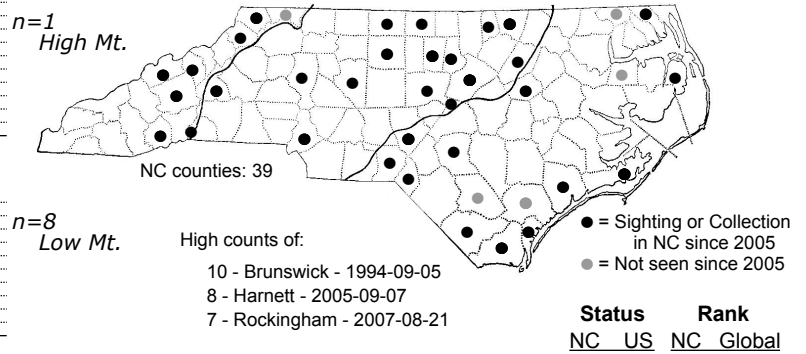 n=1
High Mt.
NC counties: 39
n=8
Low Mt.
High counts of:
10 - Brunswick - 1994-09-05
8 - Harnett - 2005-09-07
7 - Rockingham - 2007-08-21
= Sighting or Collection
in NC since 2005
= Not seen since 2005
Status Rank
NC US NC Global